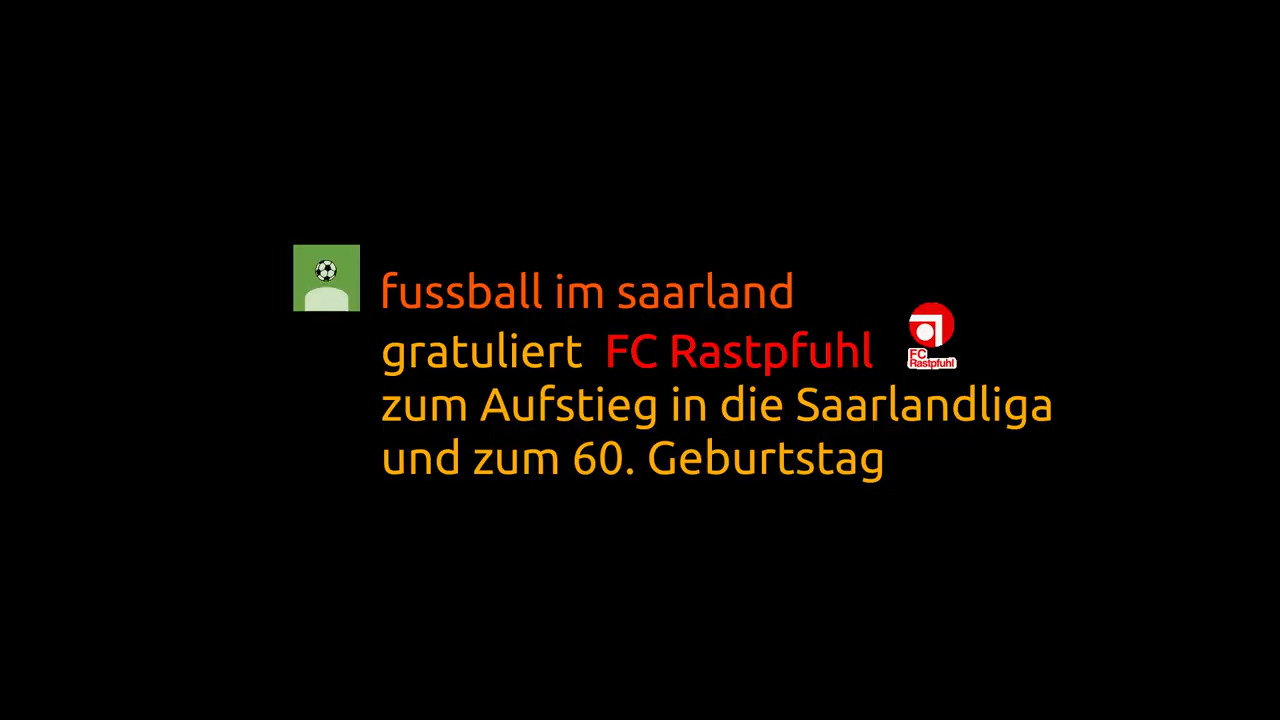 fussball im saarland
gratuliert FC Rastpfuhl
FC
Rastpfuhl
zum Aufstieg in die Saarlandliga
und zum 60. Geburtstag